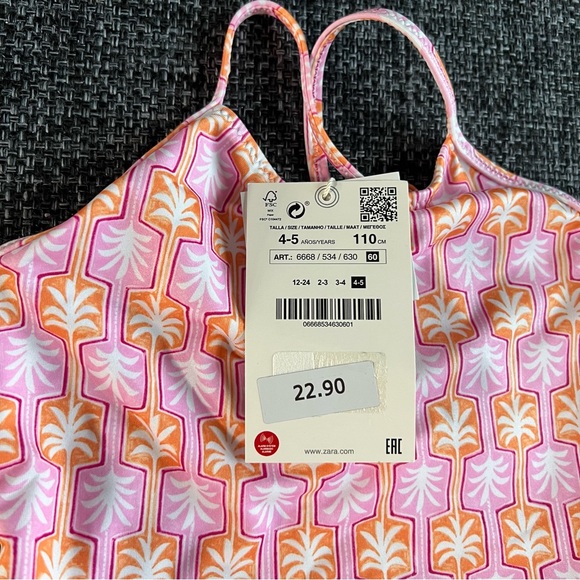 FSC
TALLA / SIZE / TAMANHO / TAILLE / MAAT / ΜΕΓΕΘΟΣ
4-5 AÑOS/YEARS 110 CM
ART.: 6668 / 534 / 630 60
12-24 2-3 3-4 4-5
06668534630601
22.90
www.zara.com
EAC